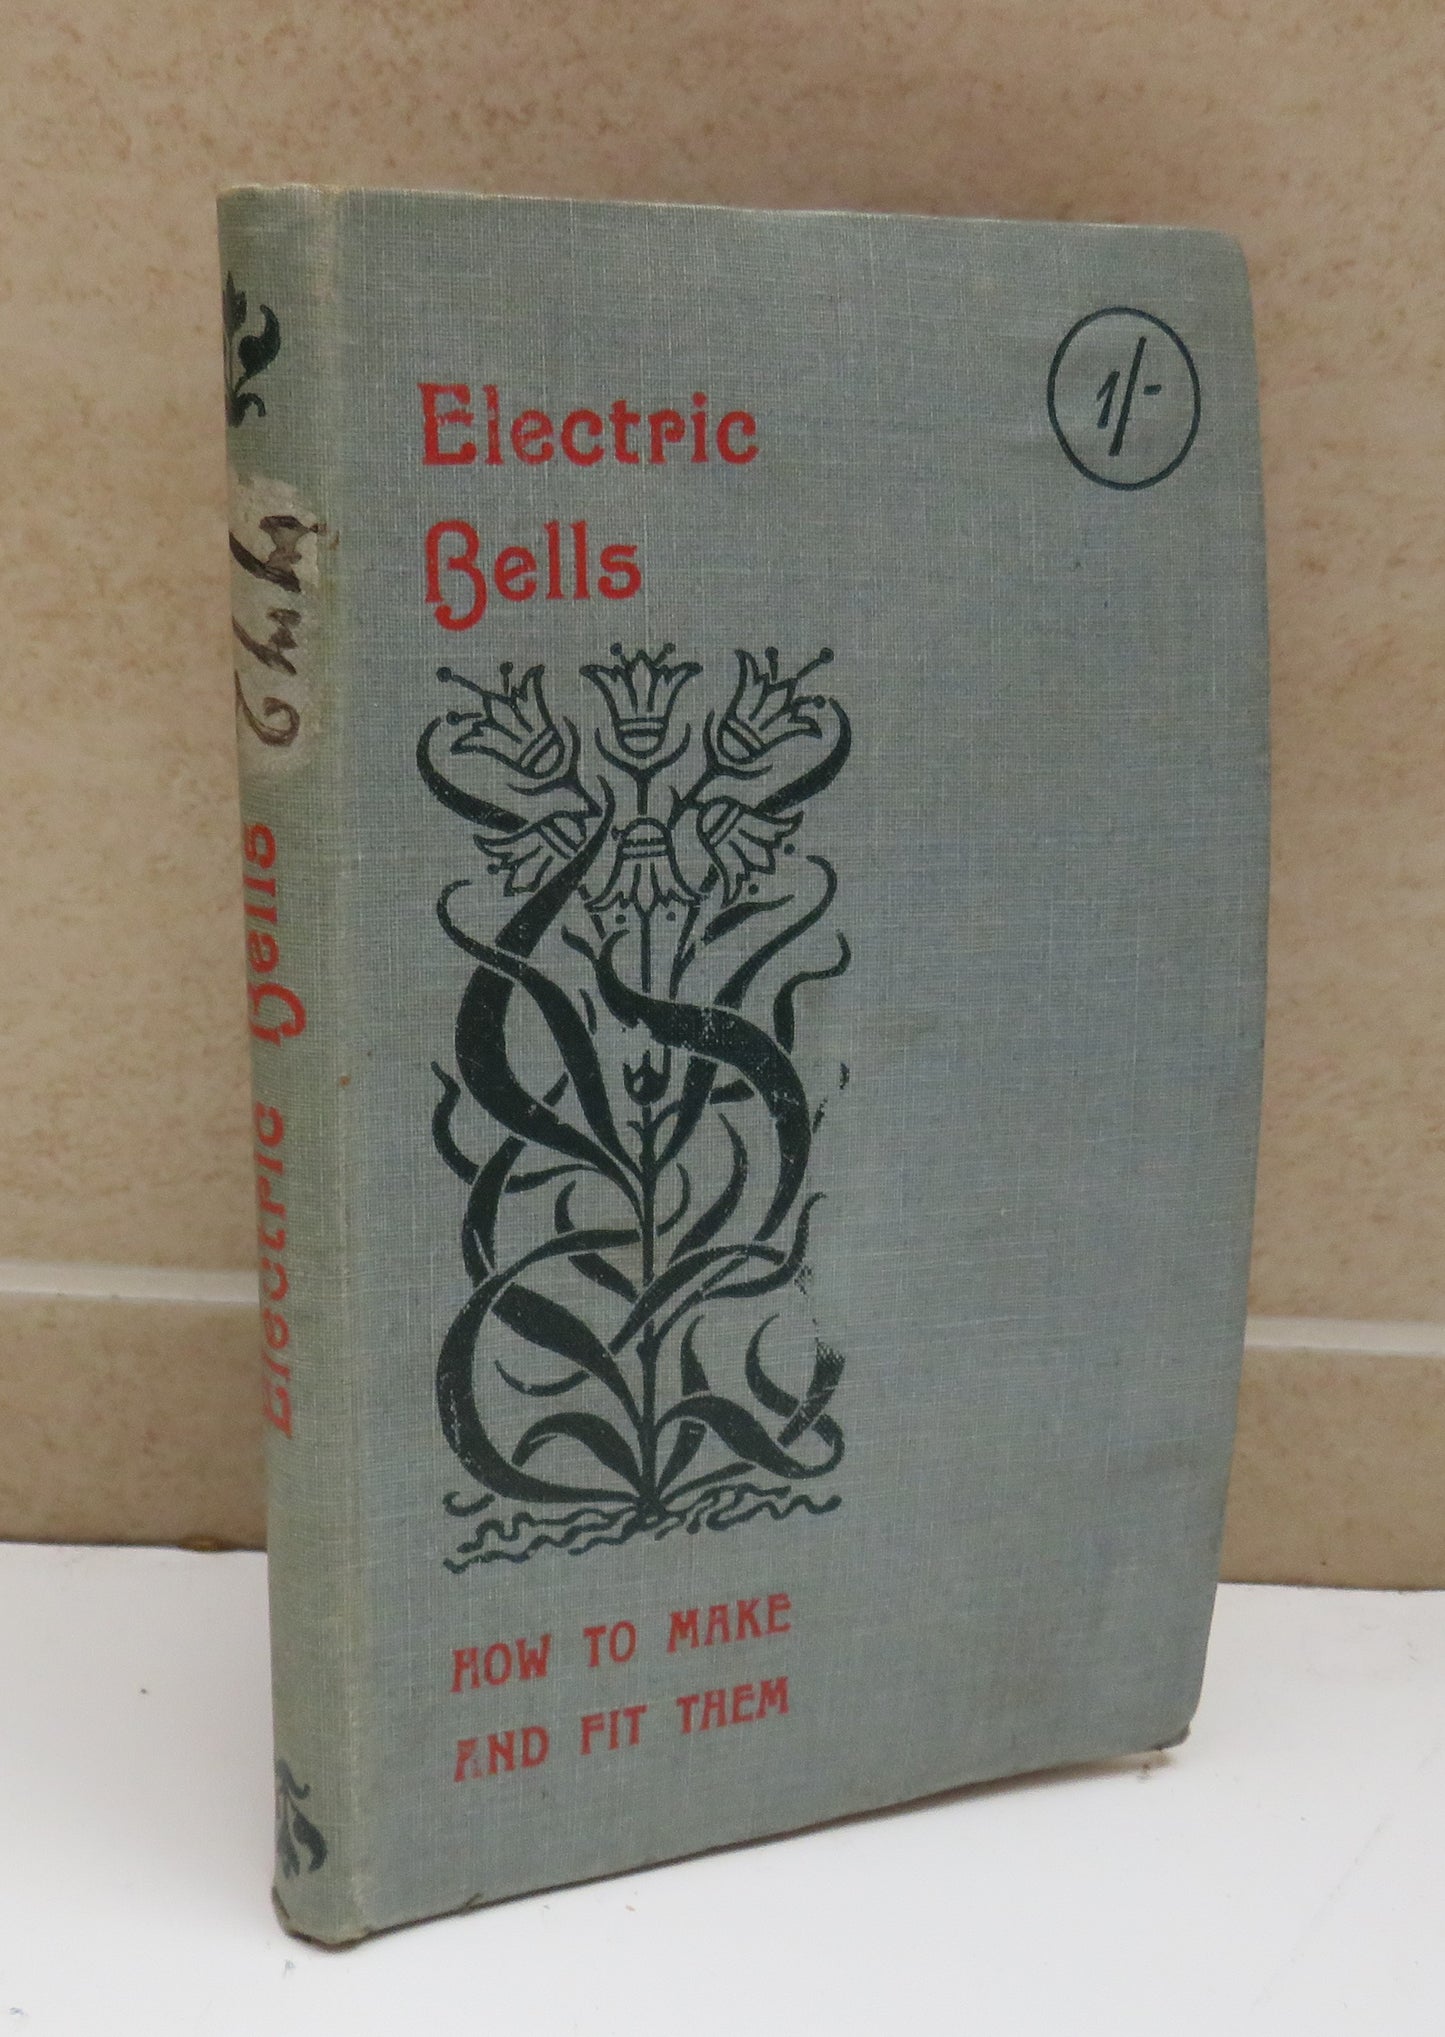 Electric
Bells
1/-
HOW TO MAKE
AND FIT THEM
Electric Bells